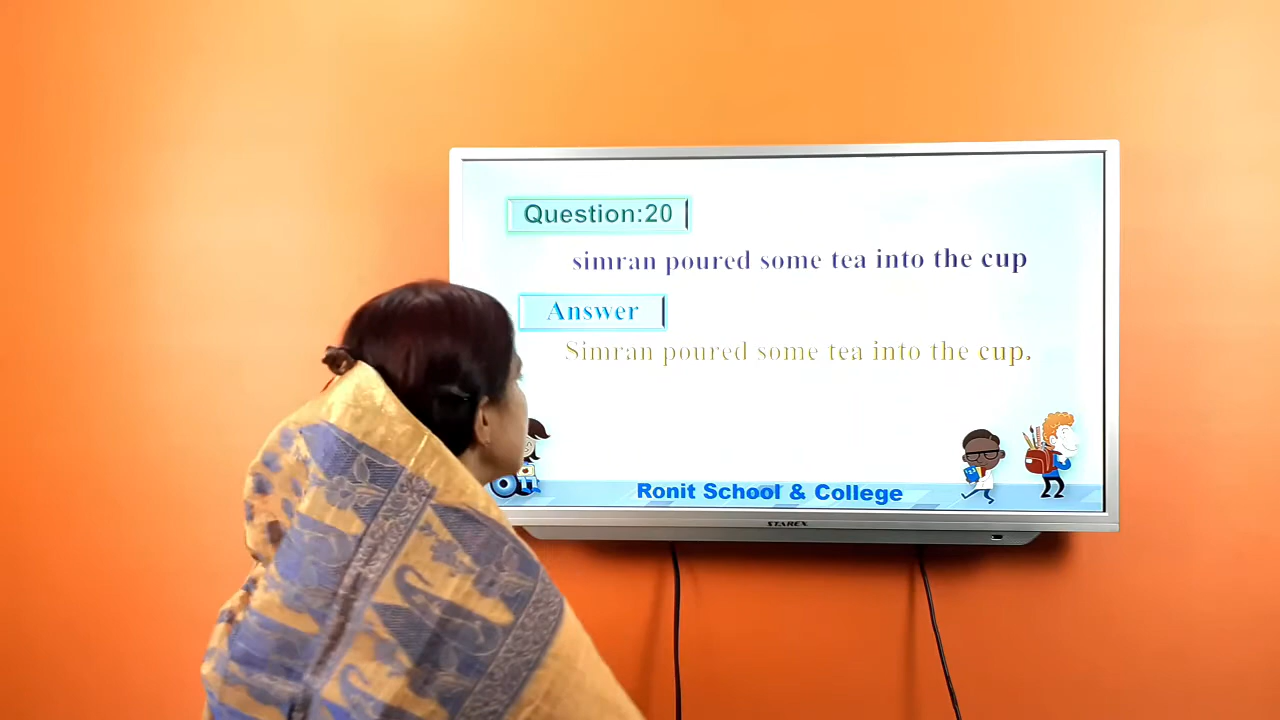 Question:20
simran poured some tea into the cup
Answer
Simran poured some tea into the cup.
Ronit School & College
STAREX